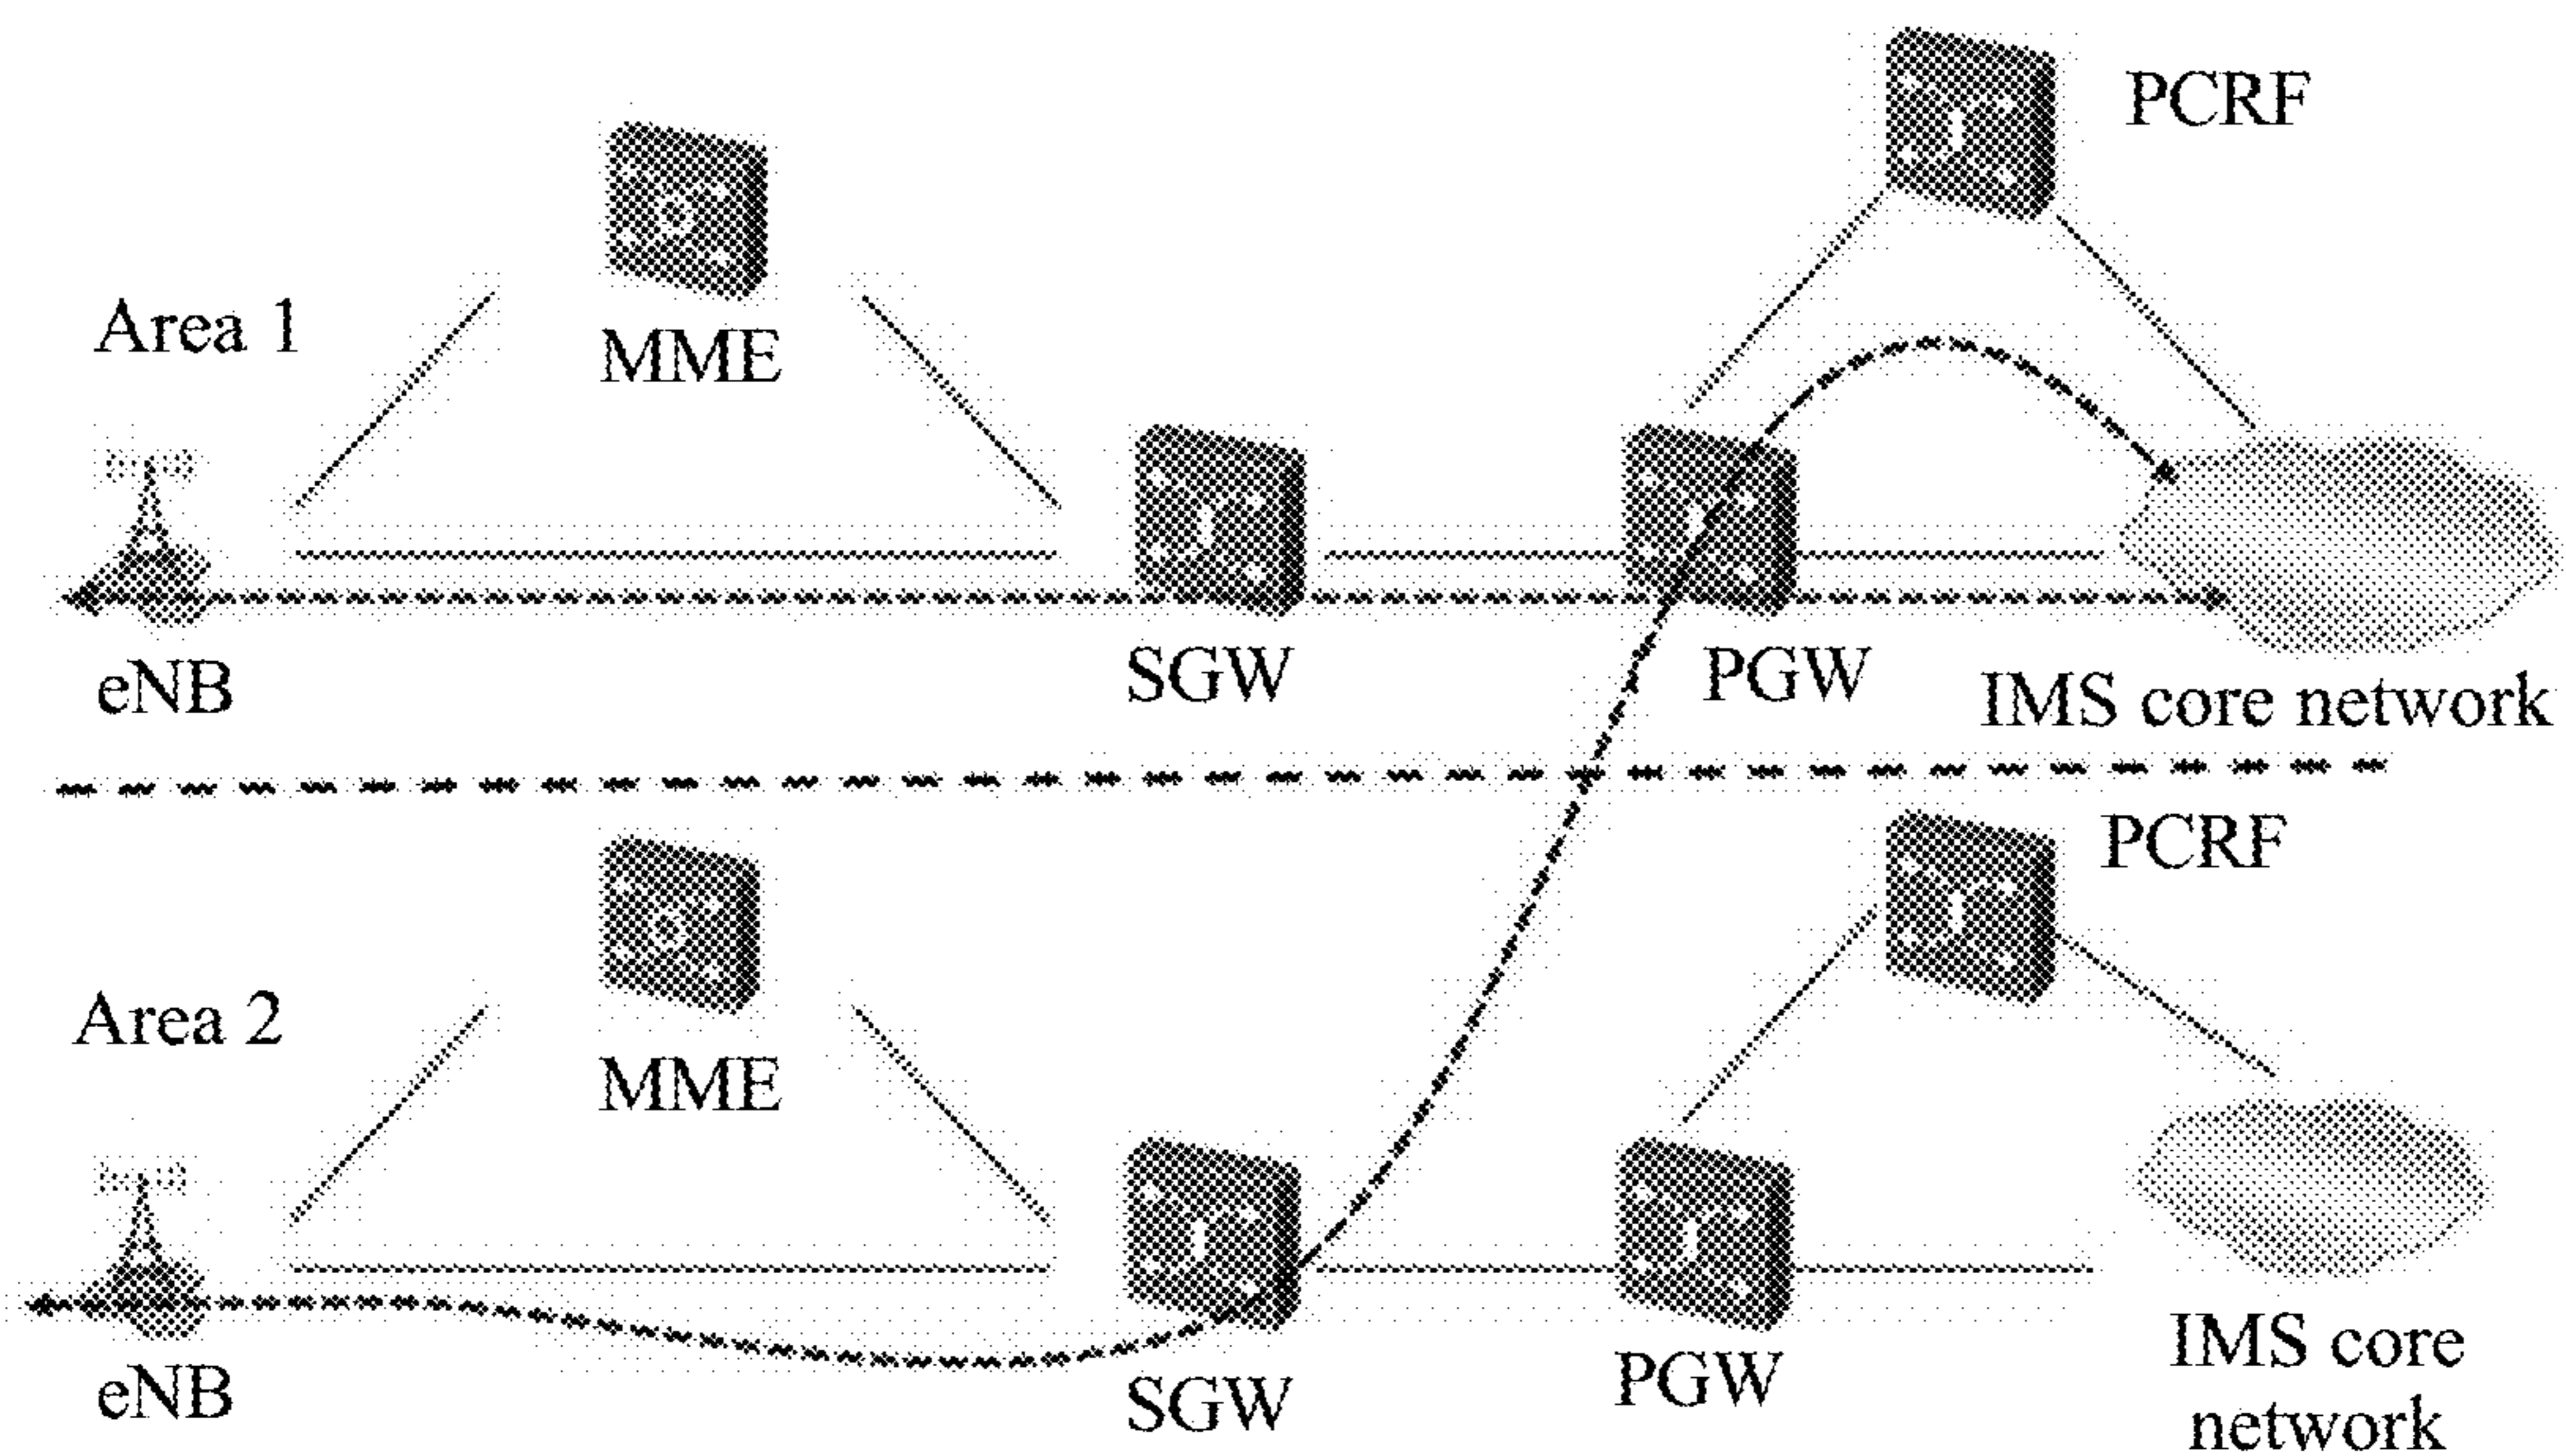 PCRF
Area 1
MME
eNB
SGW
PGW
IMS core network
PCRF
Area 2
MME
eNB
SGW
PGW
IMS core
network